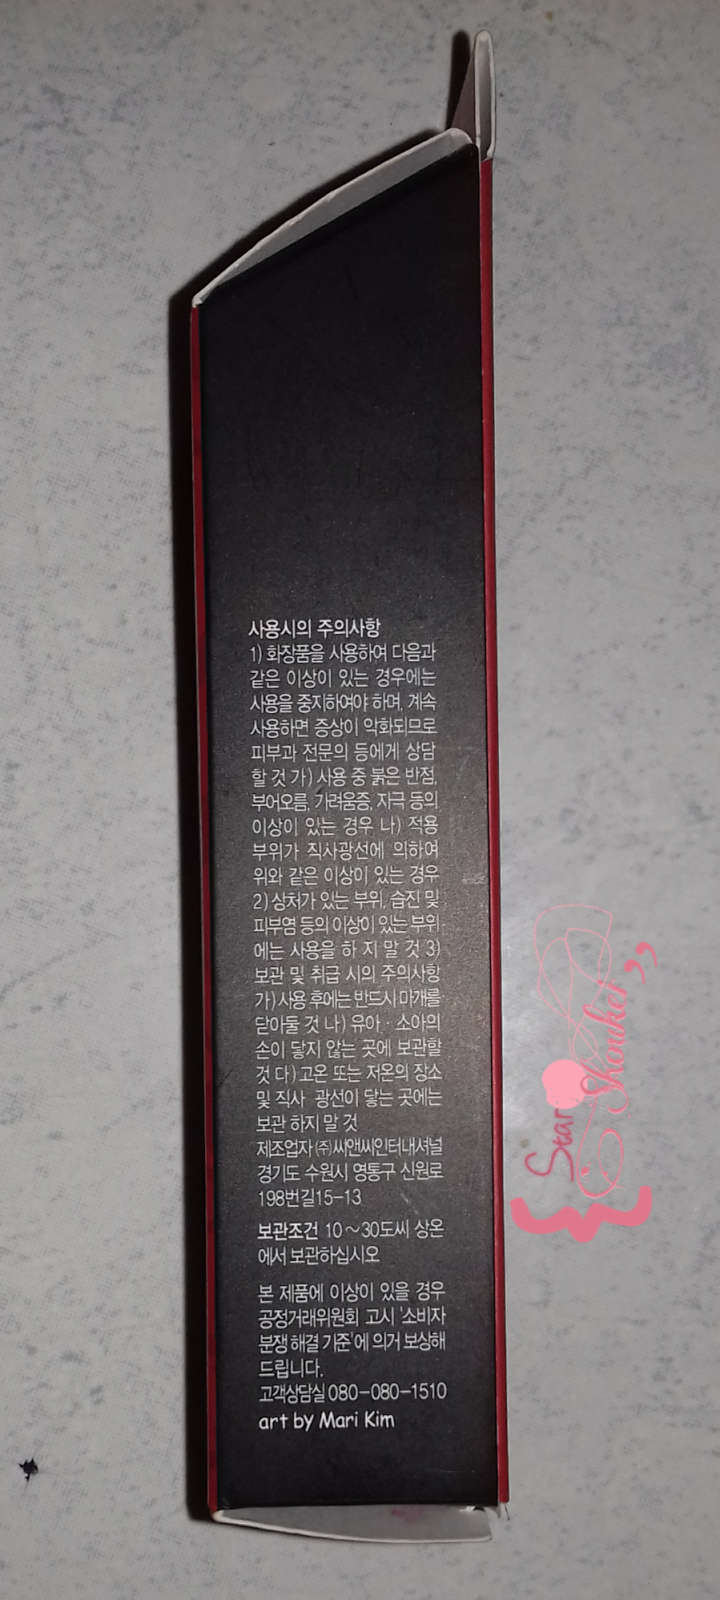 사용시의 주의사항
1) 화장품을 사용하여 다음과
같은 이상이 있는 경우에는
사용을 중지하여야 하며, 계속
사용하면 증상이 악화되므로
피부과 전문의 등에게 상담
할 것 가) 사용 중 붉은 반점,
부어오름, 가려움증, 자극 등의
이상이 있는 경우 나) 적용
부위가 직사광선에 의하여
위와 같은 이상이 있는 경우
2) 상처가 있는 부위, 습진 및
피부염 등의 이상이 있는 부위
에는 사용을 하 지 말 것 3)
보관 및 취급 시의 주의사항
가) 사용 후에는 반드시 마개를
닫아둘 것 나) 유아 · 소아의
손이 닿지 않는 곳에 보관할
것 다) 고온 또는 저온의 장소
및 직사 광선이 닿는 곳에는
보관 하지 말 것
제조업자 ㈜씨앤씨인터내셔널
경기도 수원시 영통구 신원로
198번길15-13
보관조건 10~30도씨 상온
에서 보관하십시오
본 제품에 이상이 있을 경우
공정거래위원회 고시 '소비자
분쟁 해결 기준'에 의거 보상해
드립니다.
고객상담실 080-080-1510
art by Mari Kim
Star